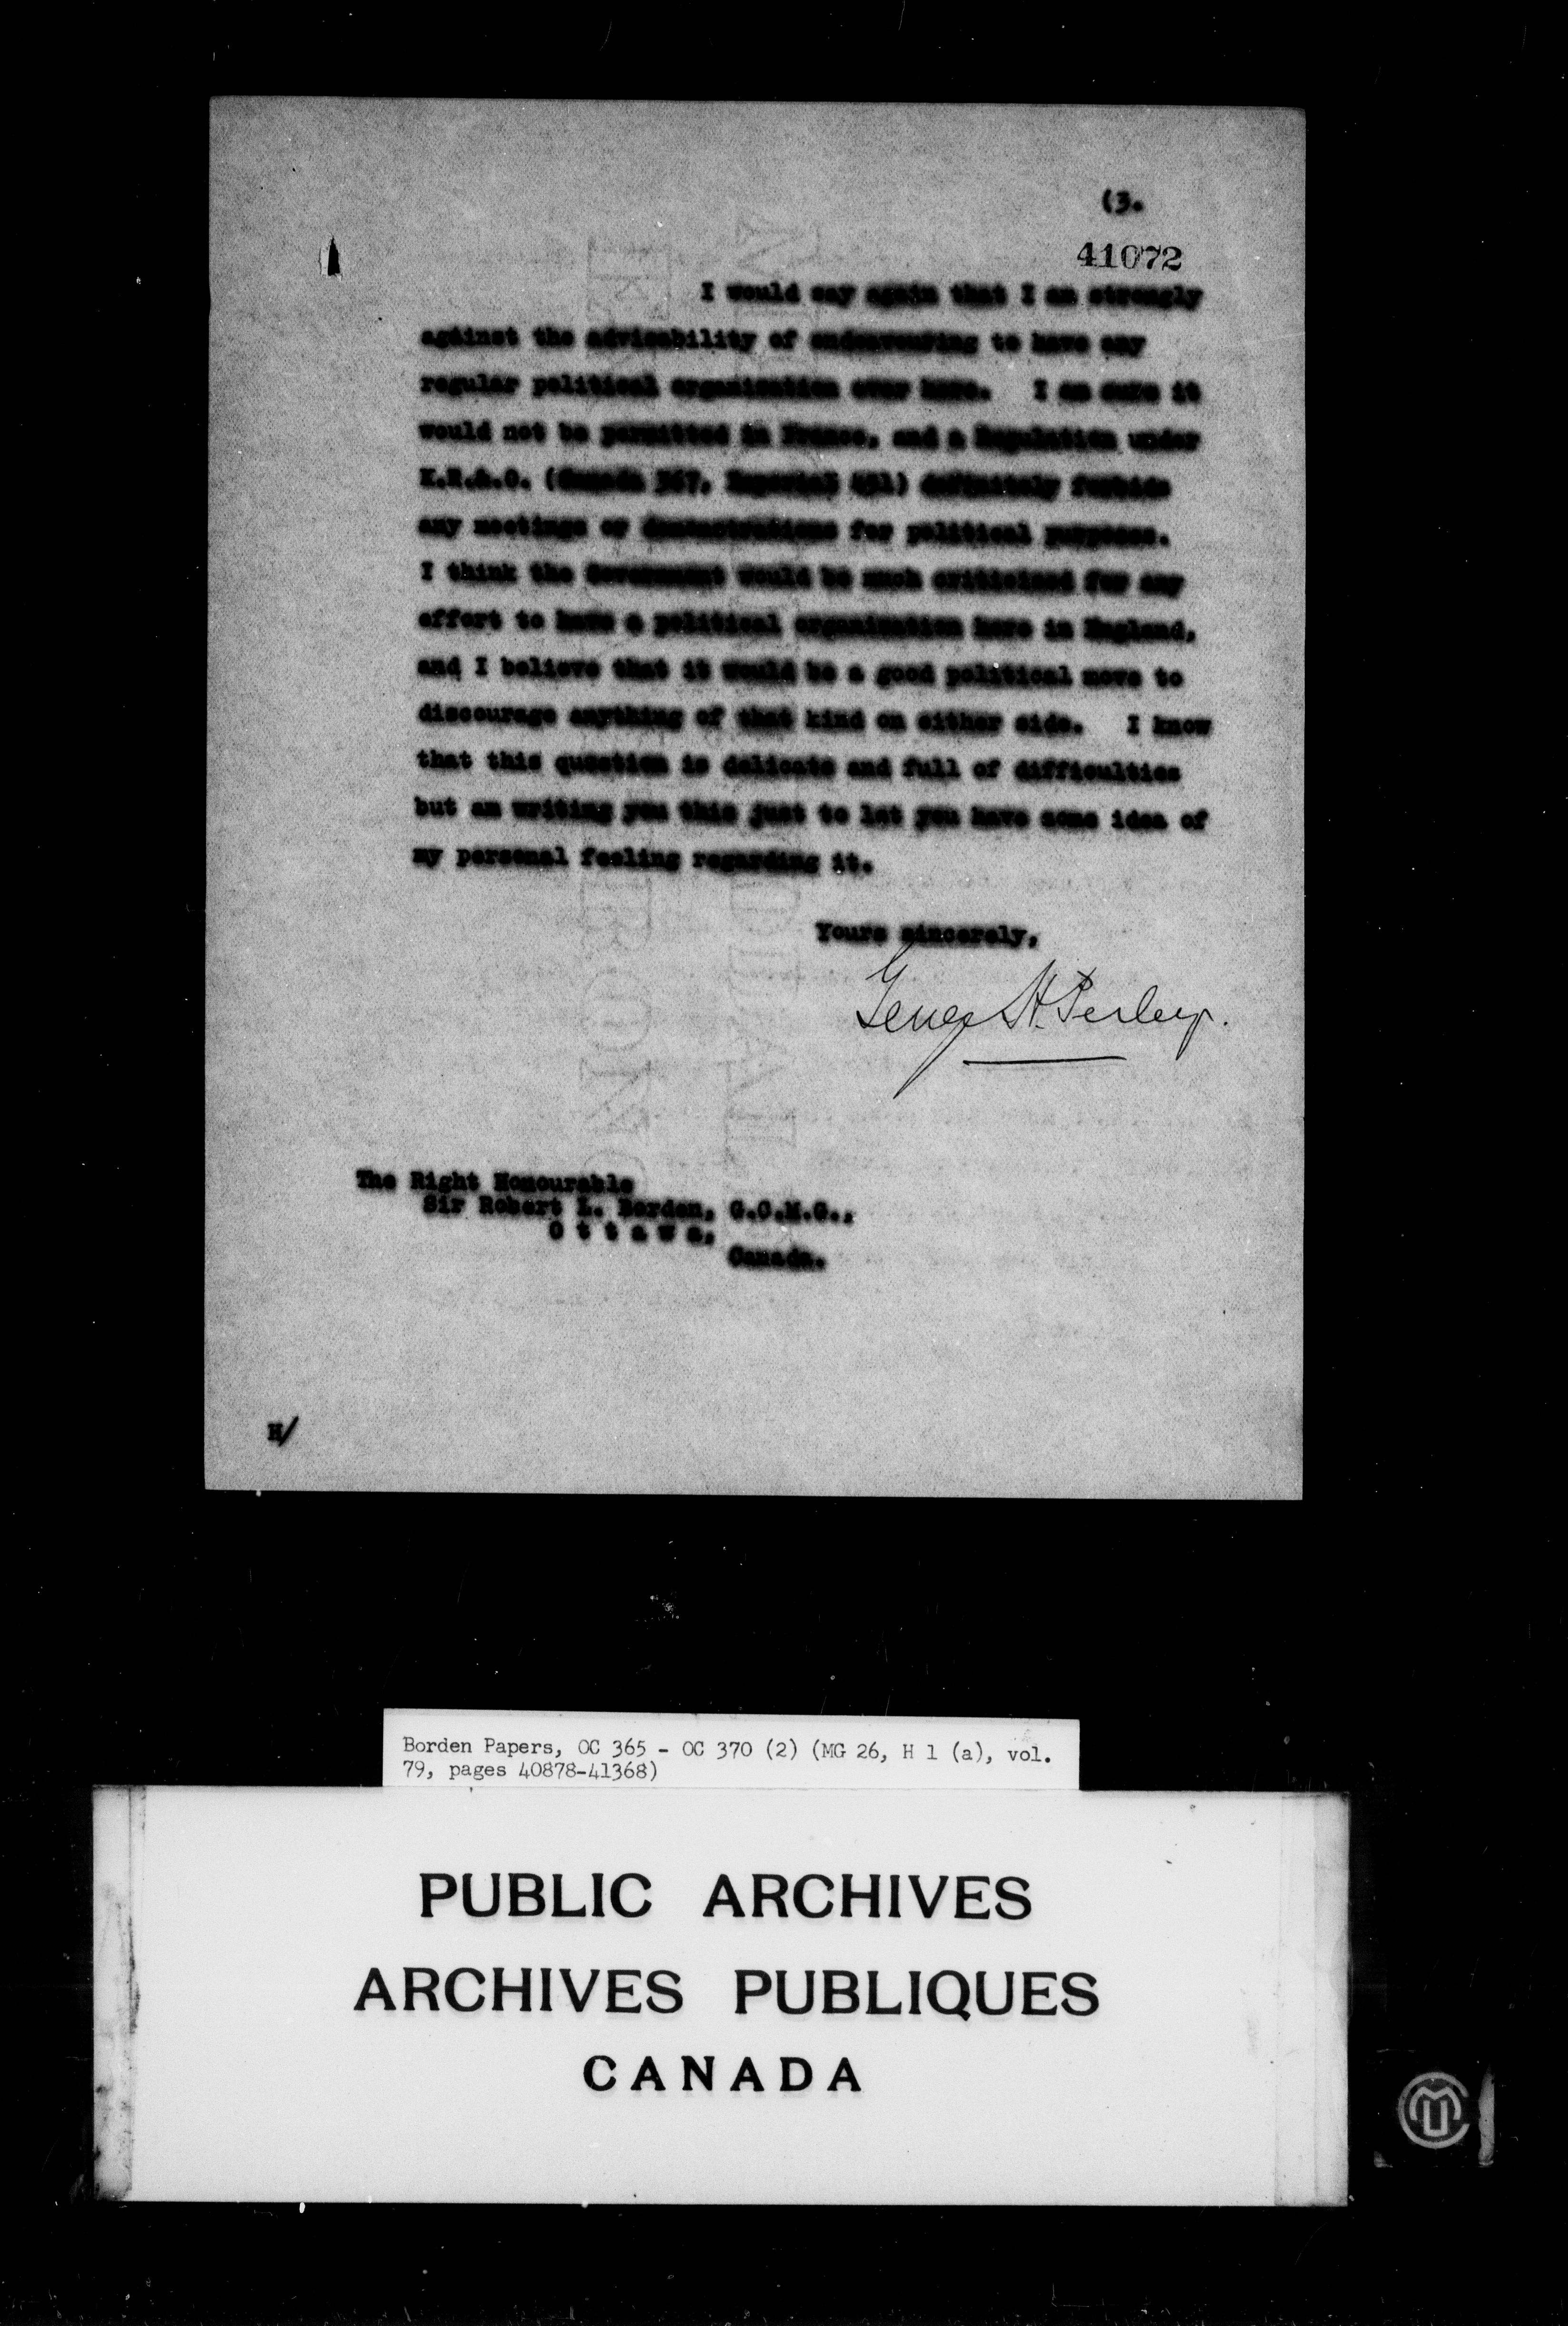 (3.
41072
I would say again that I am strongly
against the advisability of endeavouring to have any
regular political organisation over here. I am sure it
would not be permitted in France, and a Regulation under
K.R.&.O. (Canada 367, Imperial 451) definitely forbids
any meetings or demonstrations for political purposes.
I think the Government would be much criticised for any
effort to have a political organisation here in England,
and I believe that it would be a good political move to
discourage anything of that kind on either side. I know
that this question is delicate and full of difficulties
but am writing you this just to let you have some idea of
my personal feeling regarding it.
Yours sincerely,
George H. Perley.
The Right Honourable
Sir Robert L. Borden, G.C.M.G.,
O t t a w a,
Canada.
H/
Borden Papers, OC 365 - OC 370 (2) (MG 26, H 1 (a), vol.
79, pages 40878-41368)
PUBLIC ARCHIVES
ARCHIVES PUBLIQUES
CANADA